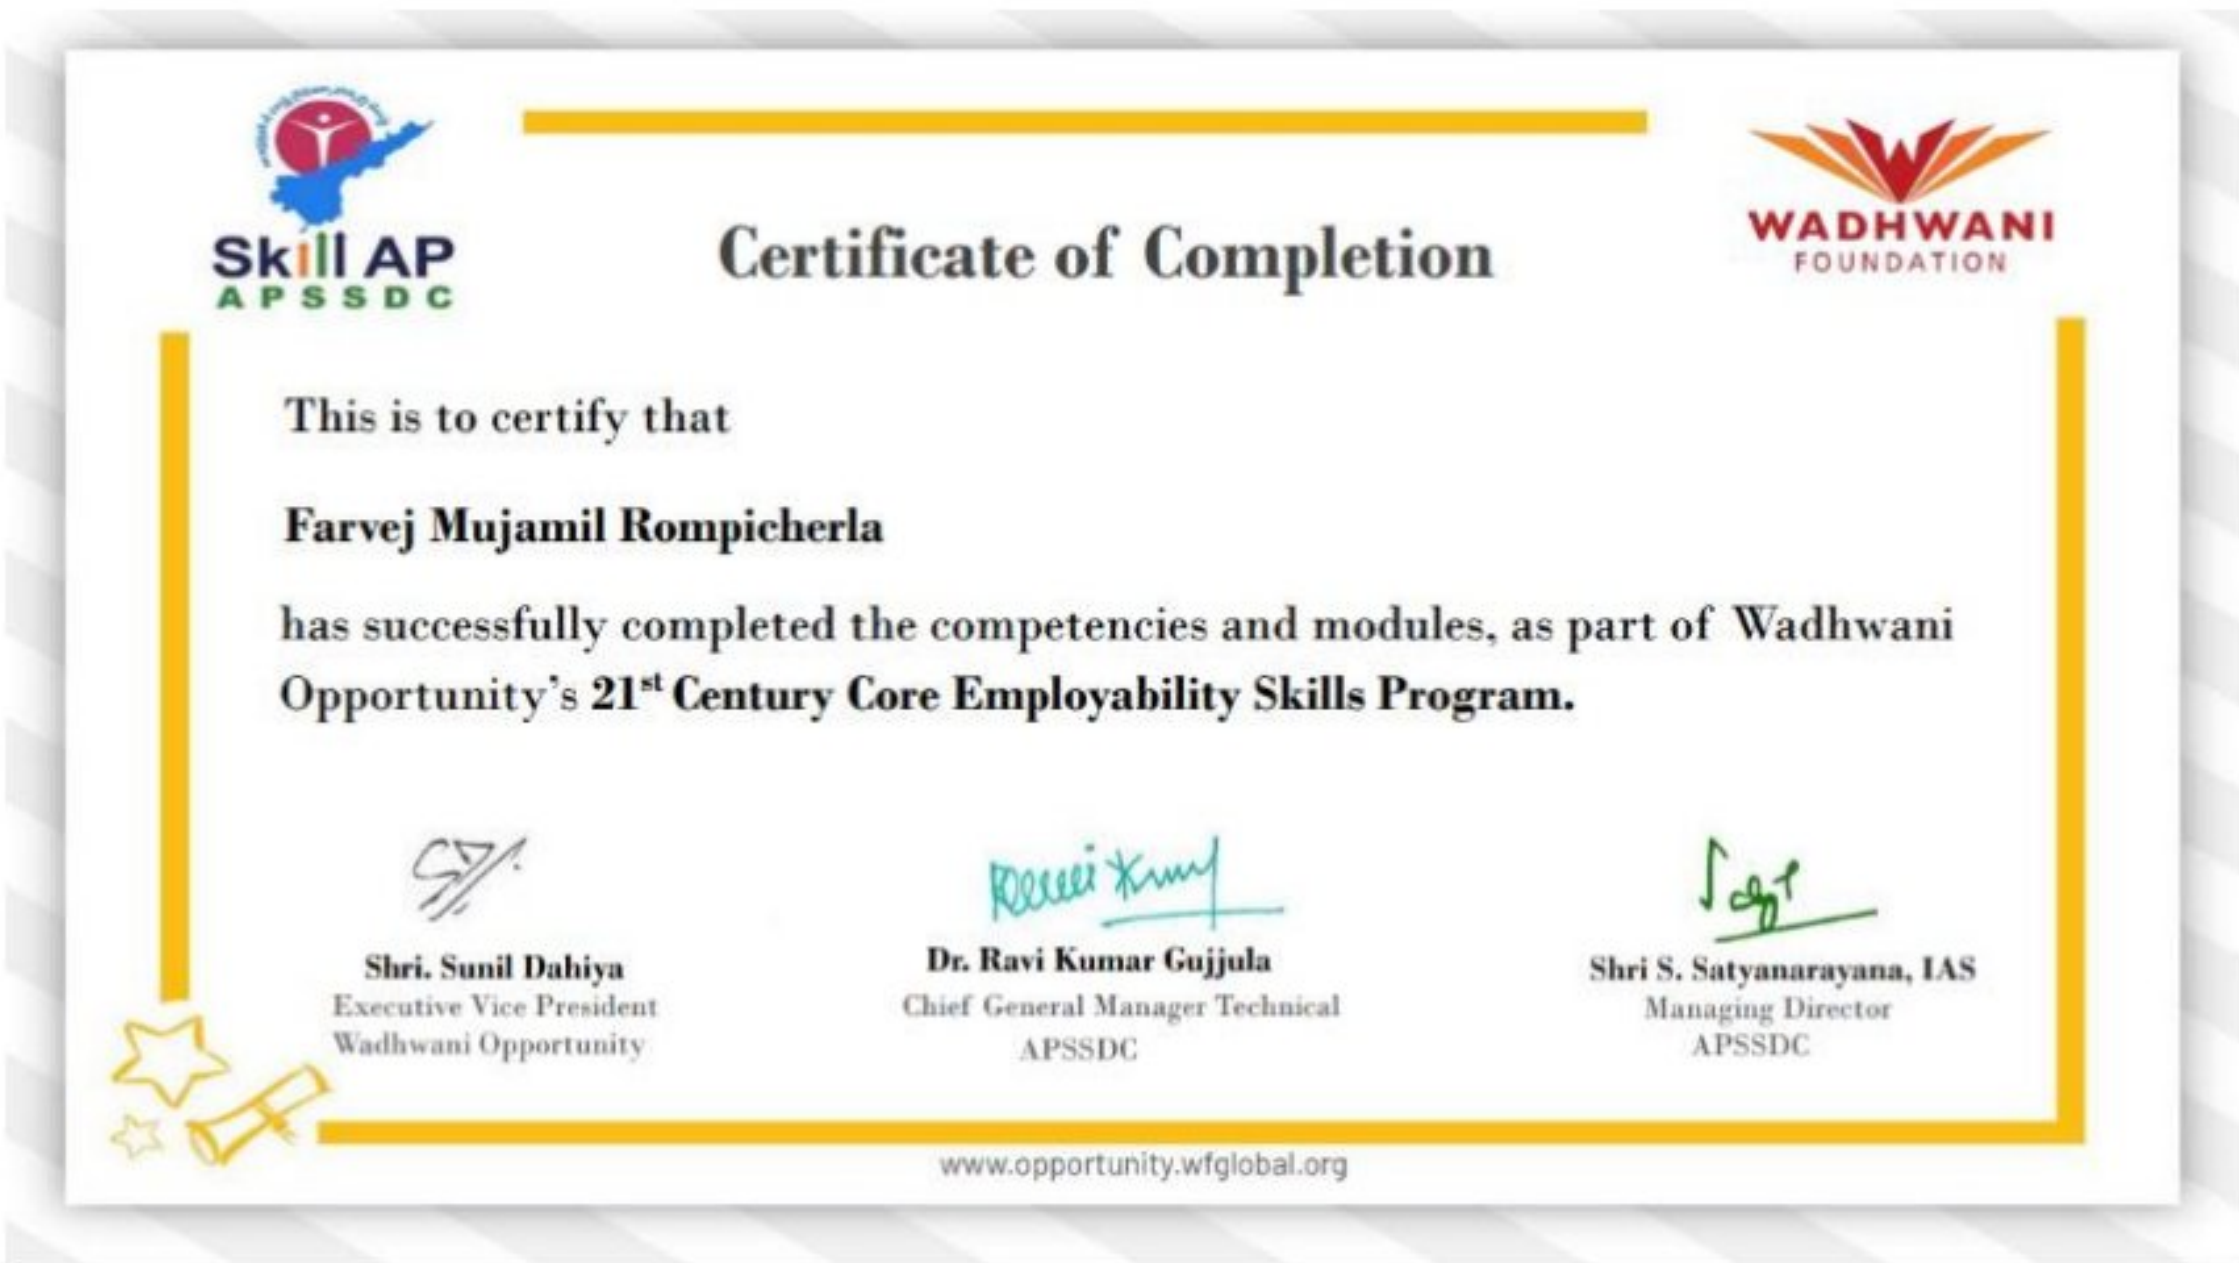 Skill AP
APSSDC
WADHWANI
FOUNDATION
Certificate of Completion
This is to certify that
Farvej Mujamil Rompicherla
has successfully completed the competencies and modules, as part of Wadhwani
Opportunity's 21st Century Core Employability Skills Program.
Shri. Sunil Dahiya
Executive Vice President
Wadhwani Opportunity
Ravi Kumar
Dr. Ravi Kumar Gujjula
Chief General Manager Technical
APSSDC
Shri S. Satyanarayana, IAS
Managing Director
APSSDC
www.opportunity.wfglobal.org